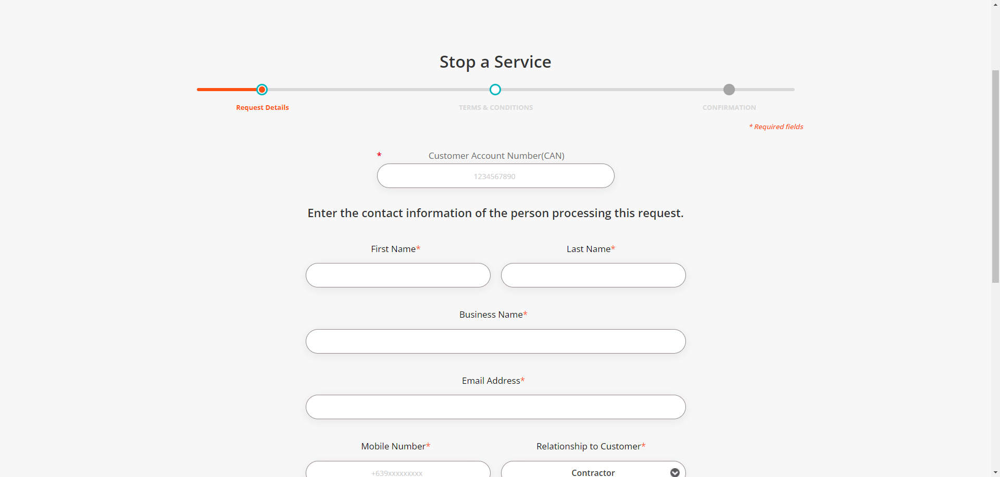 Stop a Service
Request Details
TERMS & CONDITIONS
CONFIRMATION
* Required fields
* Customer Account Number(CAN)
1234567890
Enter the contact information of the person processing this request.
First Name*
Last Name*
Business Name*
Email Address*
Mobile Number*
Relationship to Customer*
+639xxxxxxxxx
Contractor